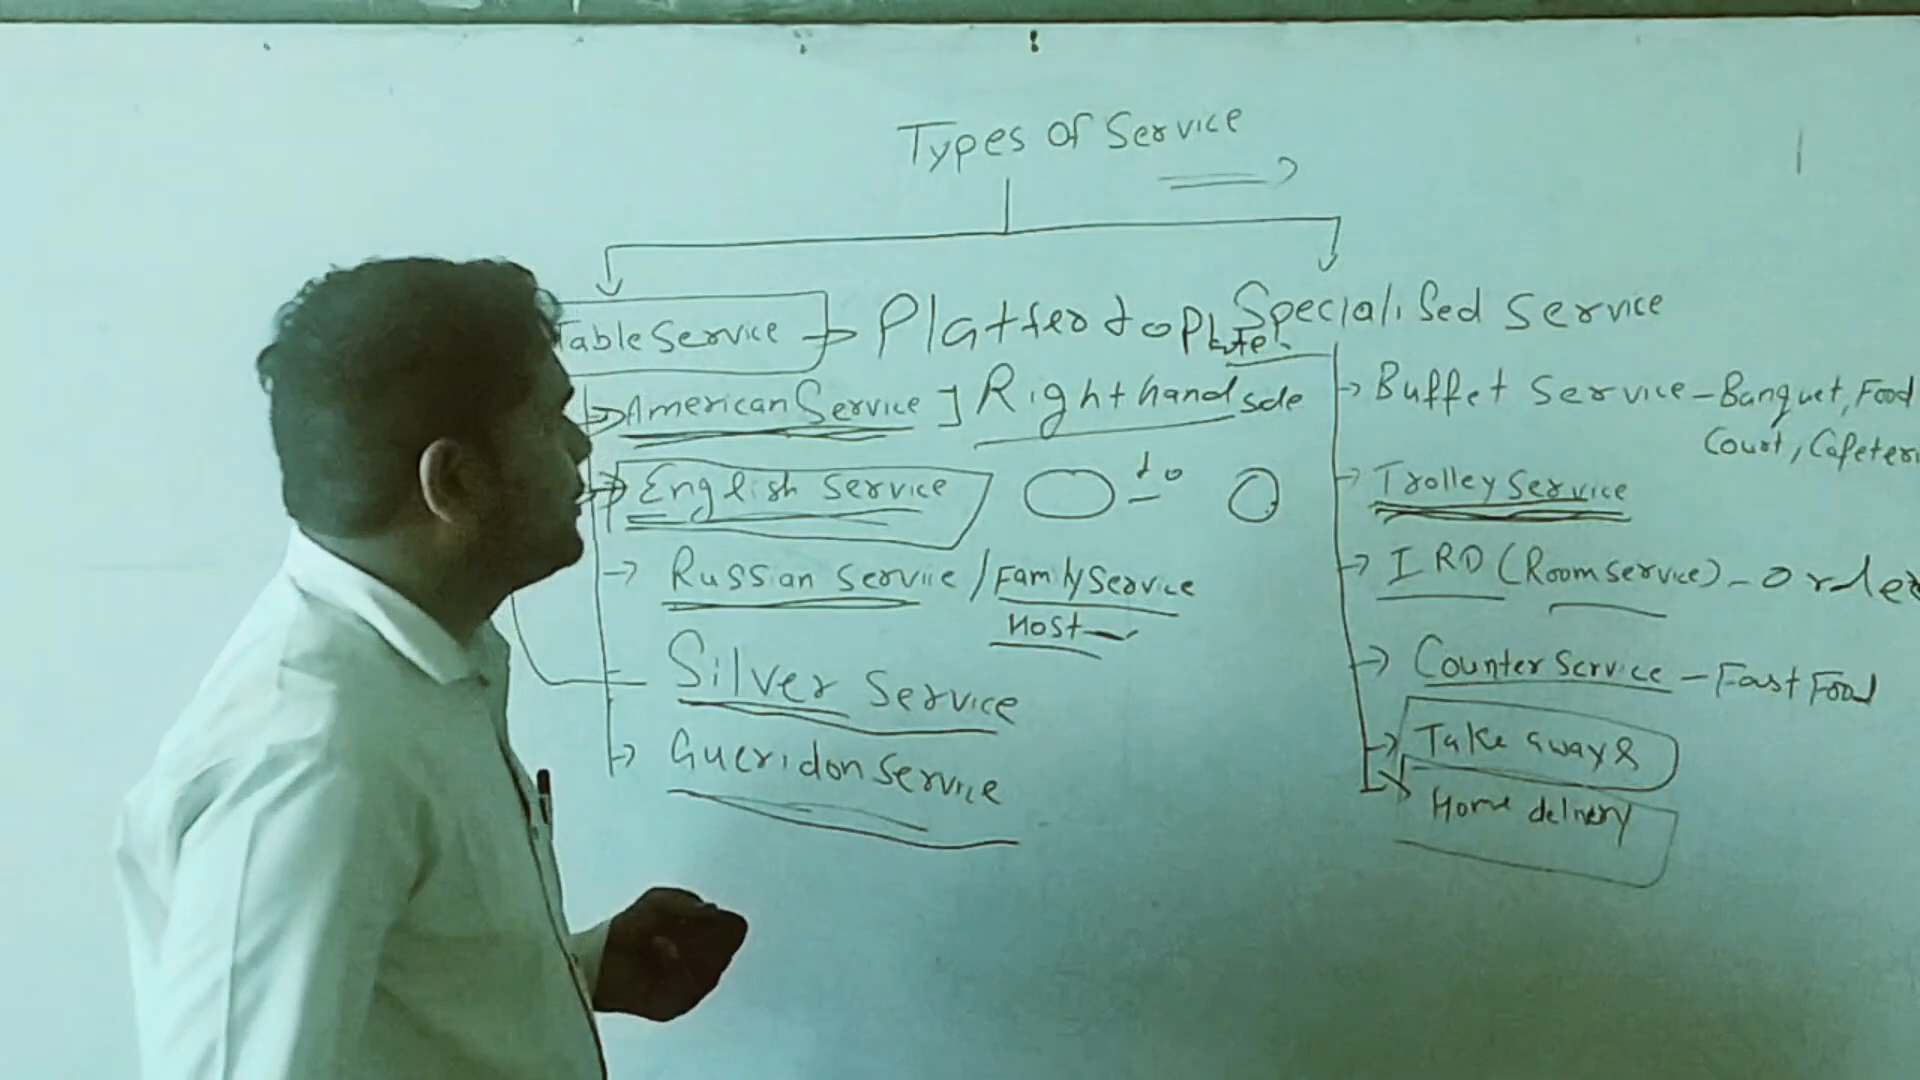 Types of Service
Table Service → Platter to Plate
American Service ] Right hand side
English Service to
Russian Service / Family Service
Host
Silver Service
Gueridon Service
Specialised Service
→ Buffet Service - Banquet, Food
Court, Cafeteri
→ Trolley Service
→ IRD (Room Service) - Order
→ Counter Service - Fast Food
→ Take away &
Home delivery